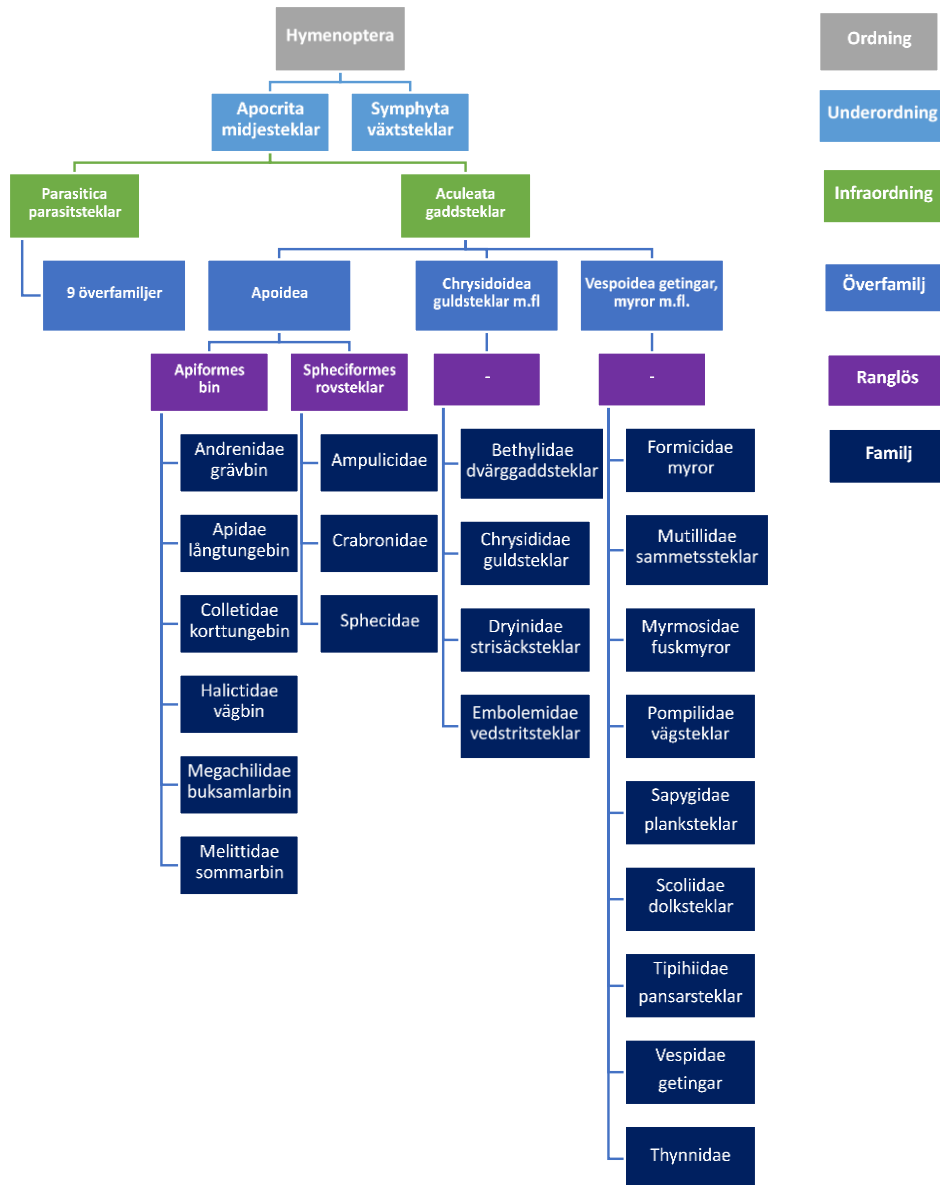 Hymenoptera
Ordning
Apocrita
midjesteklar
Symphyta
växtsteklar
Underordning
Parasitica
parasitsteklar
Aculeata
gaddsteklar
Infraordning
9 överfamiljer
Apoidea
Chrysidoidea
guldsteklar m.fl
Vespoidea getingar,
myror m.fl.
Överfamilj
Apiformes
bin
Spheciformes
rovsteklar
-
-
Ranglös
Andrenidae
grävbin
Apidae
långtungebin
Colletidae
korttungebin
Halictidae
vägbin
Megachilidae
buksamlarbin
Melittidae
sommarbin
Ampulicidae
Crabronidae
Sphecidae
Bethylidae
dvärggaddsteklar
Chrysididae
guldsteklar
Dryinidae
strisäcksteklar
Embolemidae
vedstritsteklar
Formicidae
myror
Mutillidae
sammetssteklar
Myrmosidae
fuskmyror
Pompilidae
vägsteklar
Sapygidae
planksteklar
Scoliidae
dolksteklar
Tipihiidae
pansarsteklar
Vespidae
getingar
Thynnidae
Familj